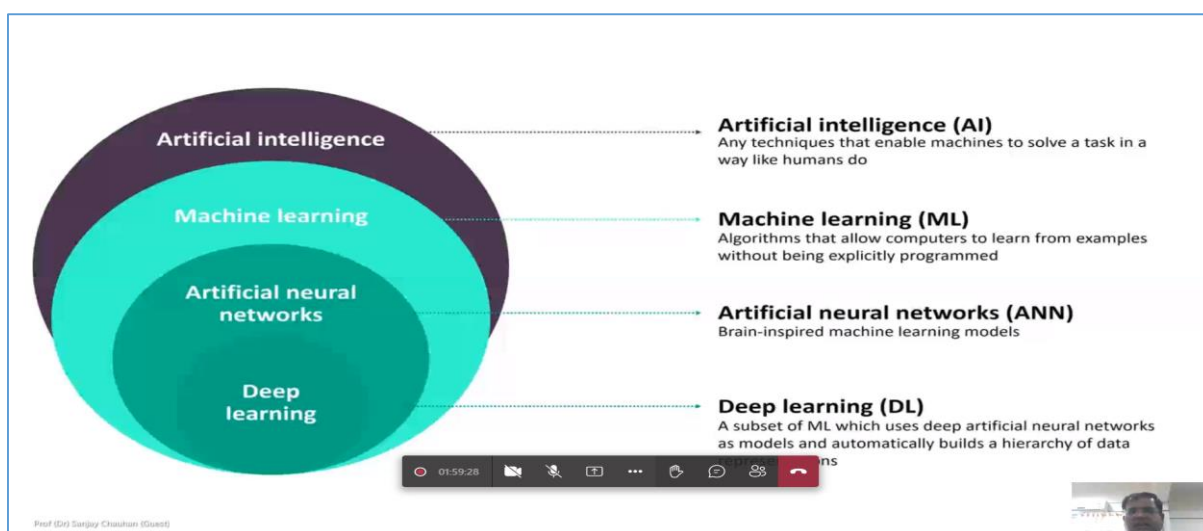 Artificial intelligence
Machine learning
Artificial neural
networks
Deep
learning
Artificial intelligence (AI)
Any techniques that enable machines to solve a task in a
way like humans do
Machine learning (ML)
Algorithms that allow computers to learn from examples
without being explicitly programmed
Artificial neural networks (ANN)
Brain-inspired machine learning models
Deep learning (DL)
A subset of ML which uses deep artificial neural networks
as models and automatically builds a hierarchy of data
01:59:28
Prof (Dr) Sanjay Chauhan (Guest)